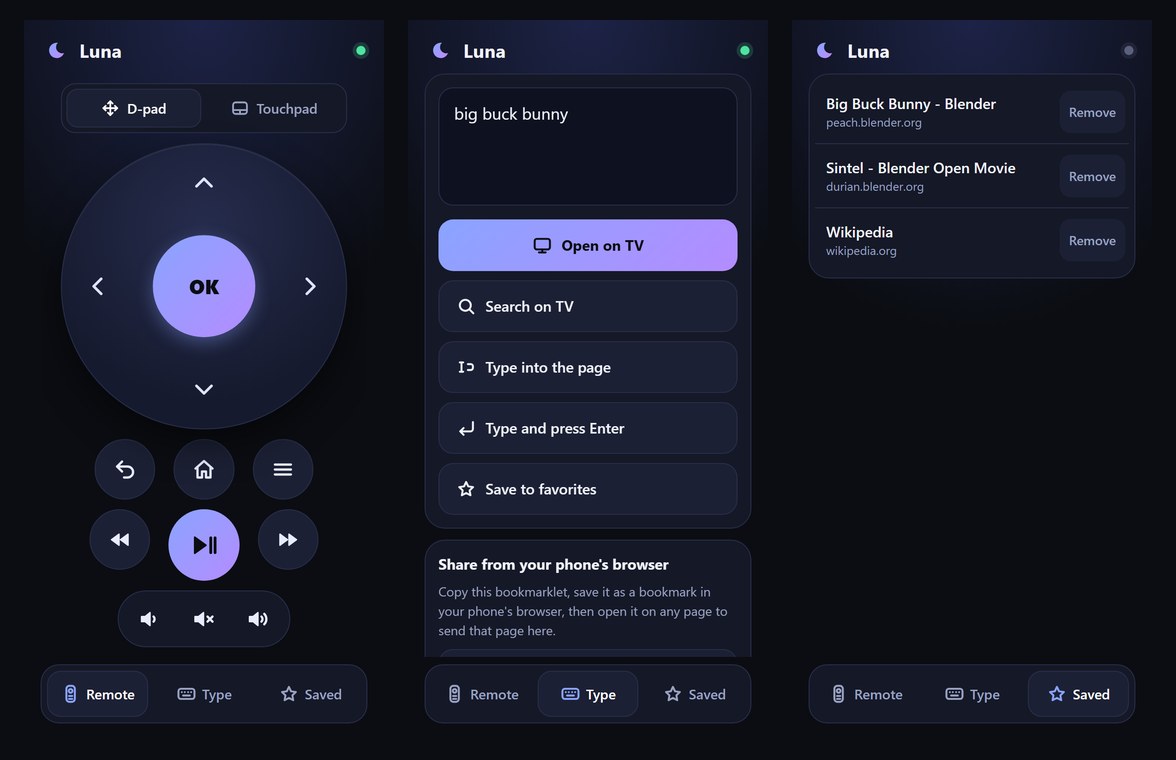 Luna
D-pad
Touchpad
OK
Remote
Type
Saved
Luna
big buck bunny
Open on TV
Search on TV
Type into the page
Type and press Enter
Save to favorites
Share from your phone's browser
Copy this bookmarklet, save it as a bookmark in
your phone's browser, then open it on any page to
send that page here.
Remote
Type
Saved
Luna
Big Buck Bunny - Blender
peach.blender.org
Remove
Sintel - Blender Open Movie
durian.blender.org
Remove
Wikipedia
wikipedia.org
Remove
Remote
Type
Saved